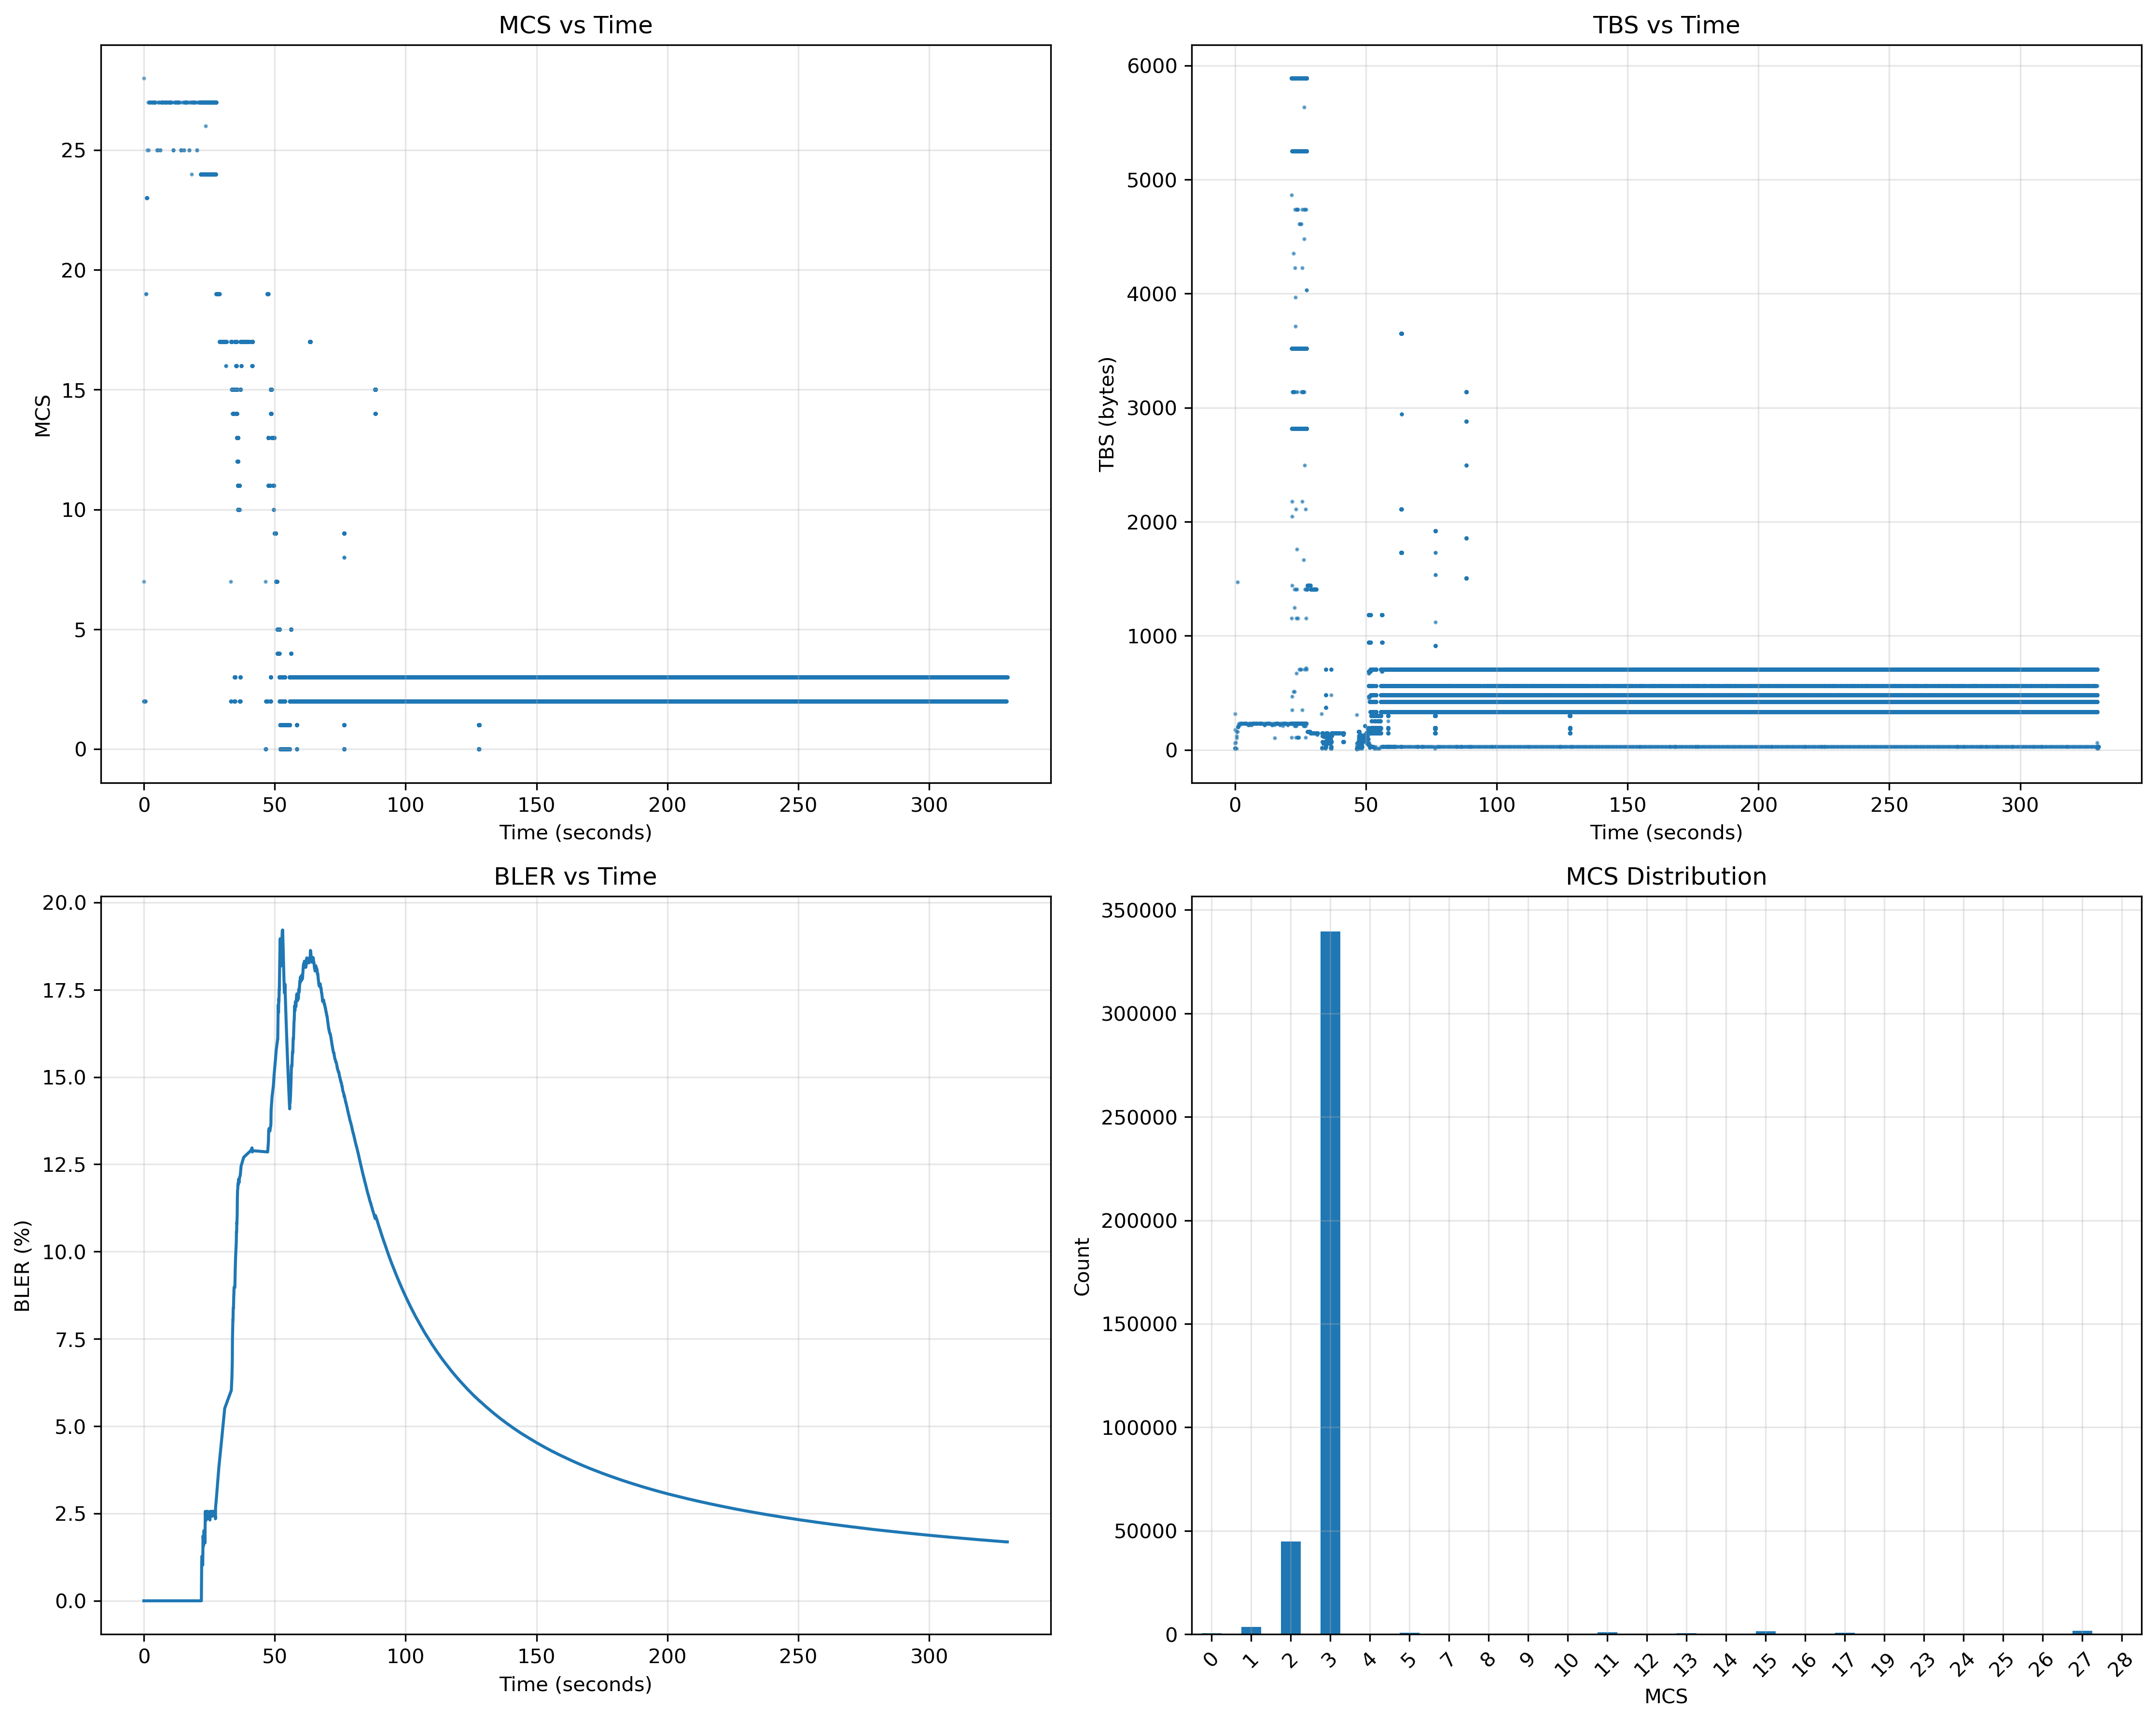 MCS vs Time
25
20
15
10
5
0
MCS
0 50 100 150 200 250 300
Time (seconds)
TBS vs Time
6000
5000
4000
3000
2000
1000
0
TBS (bytes)
0 50 100 150 200 250 300
Time (seconds)
BLER vs Time
20.0
17.5
15.0
12.5
10.0
7.5
5.0
2.5
0.0
BLER (%)
0 50 100 150 200 250 300
Time (seconds)
MCS Distribution
350000
300000
250000
200000
150000
100000
50000
0
Count
0 1 2 3 4 5 7 8 9 10 11 12 13 14 15 16 17 19 23 24 25 26 27 28
MCS